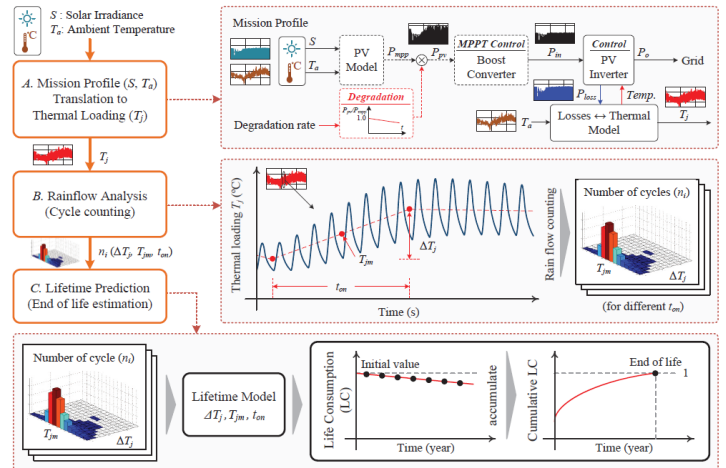 S : Solar Irradiance
Ta: Ambient Temperature
°C
A. Mission Profile (S, Ta)
Translation to
Thermal Loading (Tj)
Tj
B. Rainflow Analysis
(Cycle counting)
ni (ΔTj, Tjm, ton)
C. Lifetime Prediction
(End of life estimation)
Mission Profile
°C
S
Ta
PV
Model
Pmpp
Ppv
MPPT Control
Boost
Converter
Pin
Control
PV
Inverter
Po
Grid
Degradation rate
Degradation
Ppv/Pmpp
1.0
t
Ploss
Temp.
Ta
Losses ↔ Thermal
Model
Tj
Thermal loading Tj (°C)
Tjm
ΔTj
ton
Time (s)
Rain flow counting
Number of cycles (ni)
Tjm
ΔTj
(for different ton)
Number of cycle (ni)
Tjm
ΔTj
Lifetime Model
ΔTj, Tjm, ton
Life Consumption
(LC)
Initial value
Time (year)
accumulate
Cumulative LC
End of life
1
Time (year)